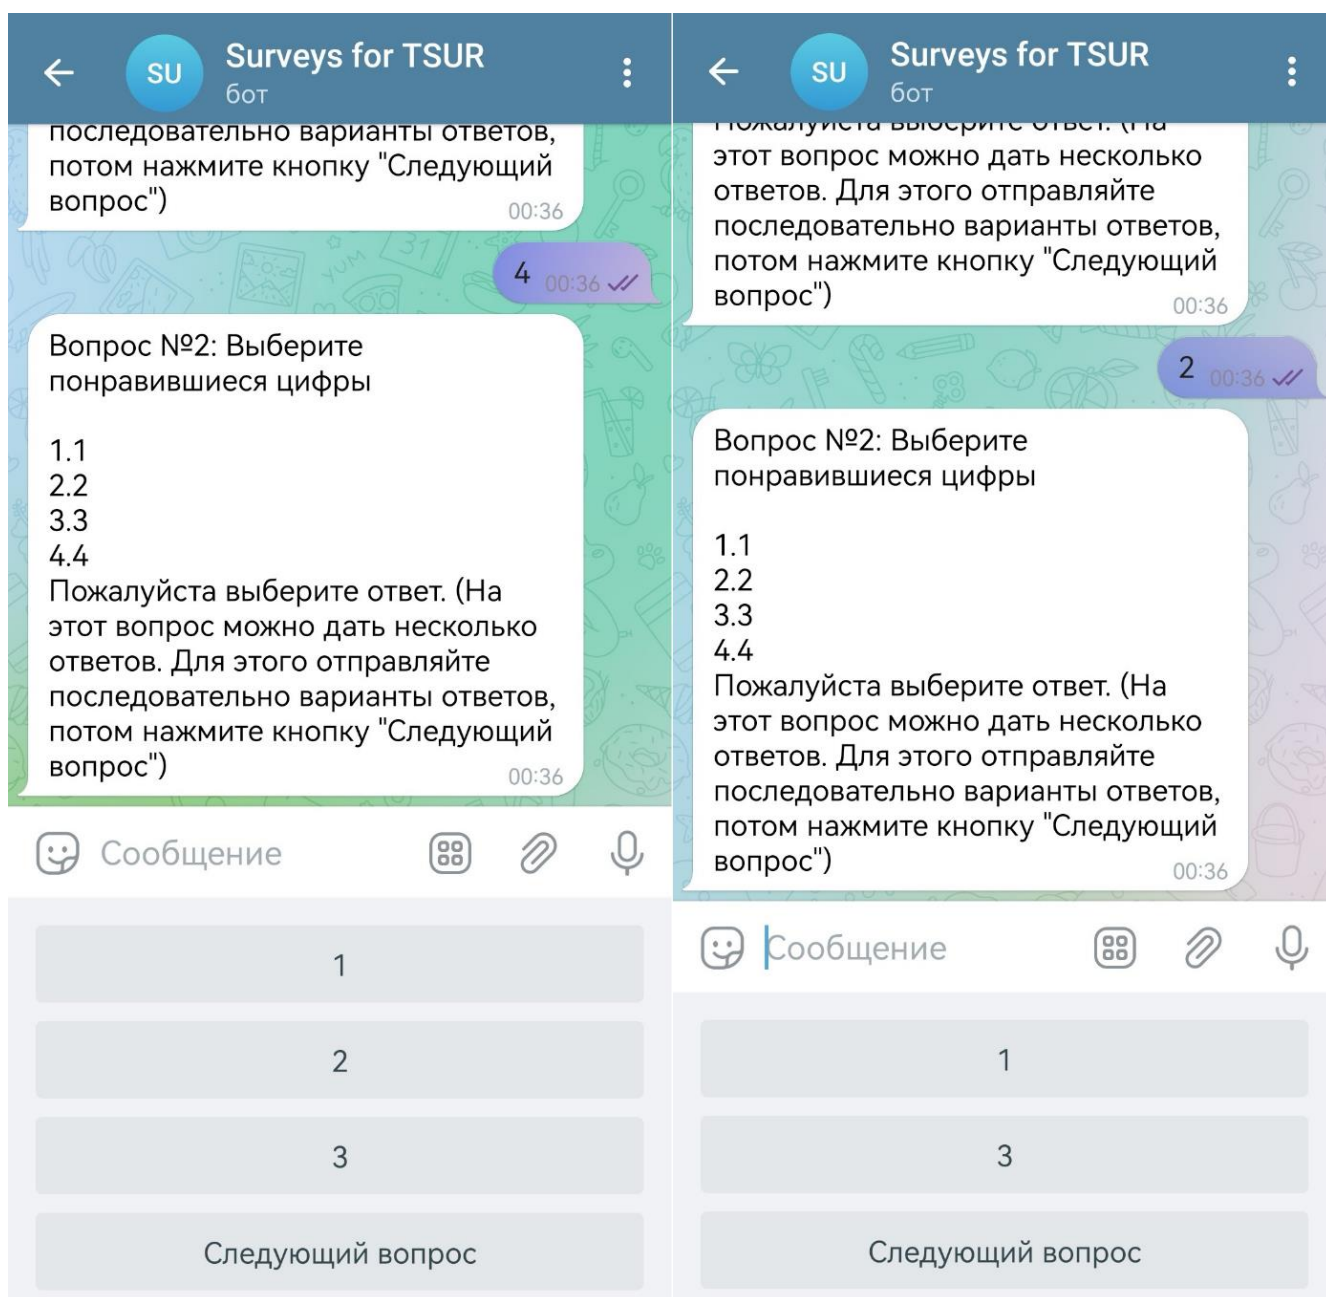 SU
Surveys for TSUR
бот
последовательно варианты ответов,
потом нажмите кнопку "Следующий
вопрос")
00:36
4 00:36
Вопрос №2: Выберите
понравившиеся цифры
1.1
2.2
3.3
4.4
Пожалуйста выберите ответ. (На
этот вопрос можно дать несколько
ответов. Для этого отправляйте
последовательно варианты ответов,
потом нажмите кнопку "Следующий
вопрос")
00:36
Сообщение
1
2
3
Следующий вопрос
SU
Surveys for TSUR
бот
Пожалуйста выберите ответ. (На
этот вопрос можно дать несколько
ответов. Для этого отправляйте
последовательно варианты ответов,
потом нажмите кнопку "Следующий
вопрос")
00:36
2 00:36
Вопрос №2: Выберите
понравившиеся цифры
1.1
2.2
3.3
4.4
Пожалуйста выберите ответ. (На
этот вопрос можно дать несколько
ответов. Для этого отправляйте
последовательно варианты ответов,
потом нажмите кнопку "Следующий
вопрос")
00:36
Сообщение
1
3
Следующий вопрос